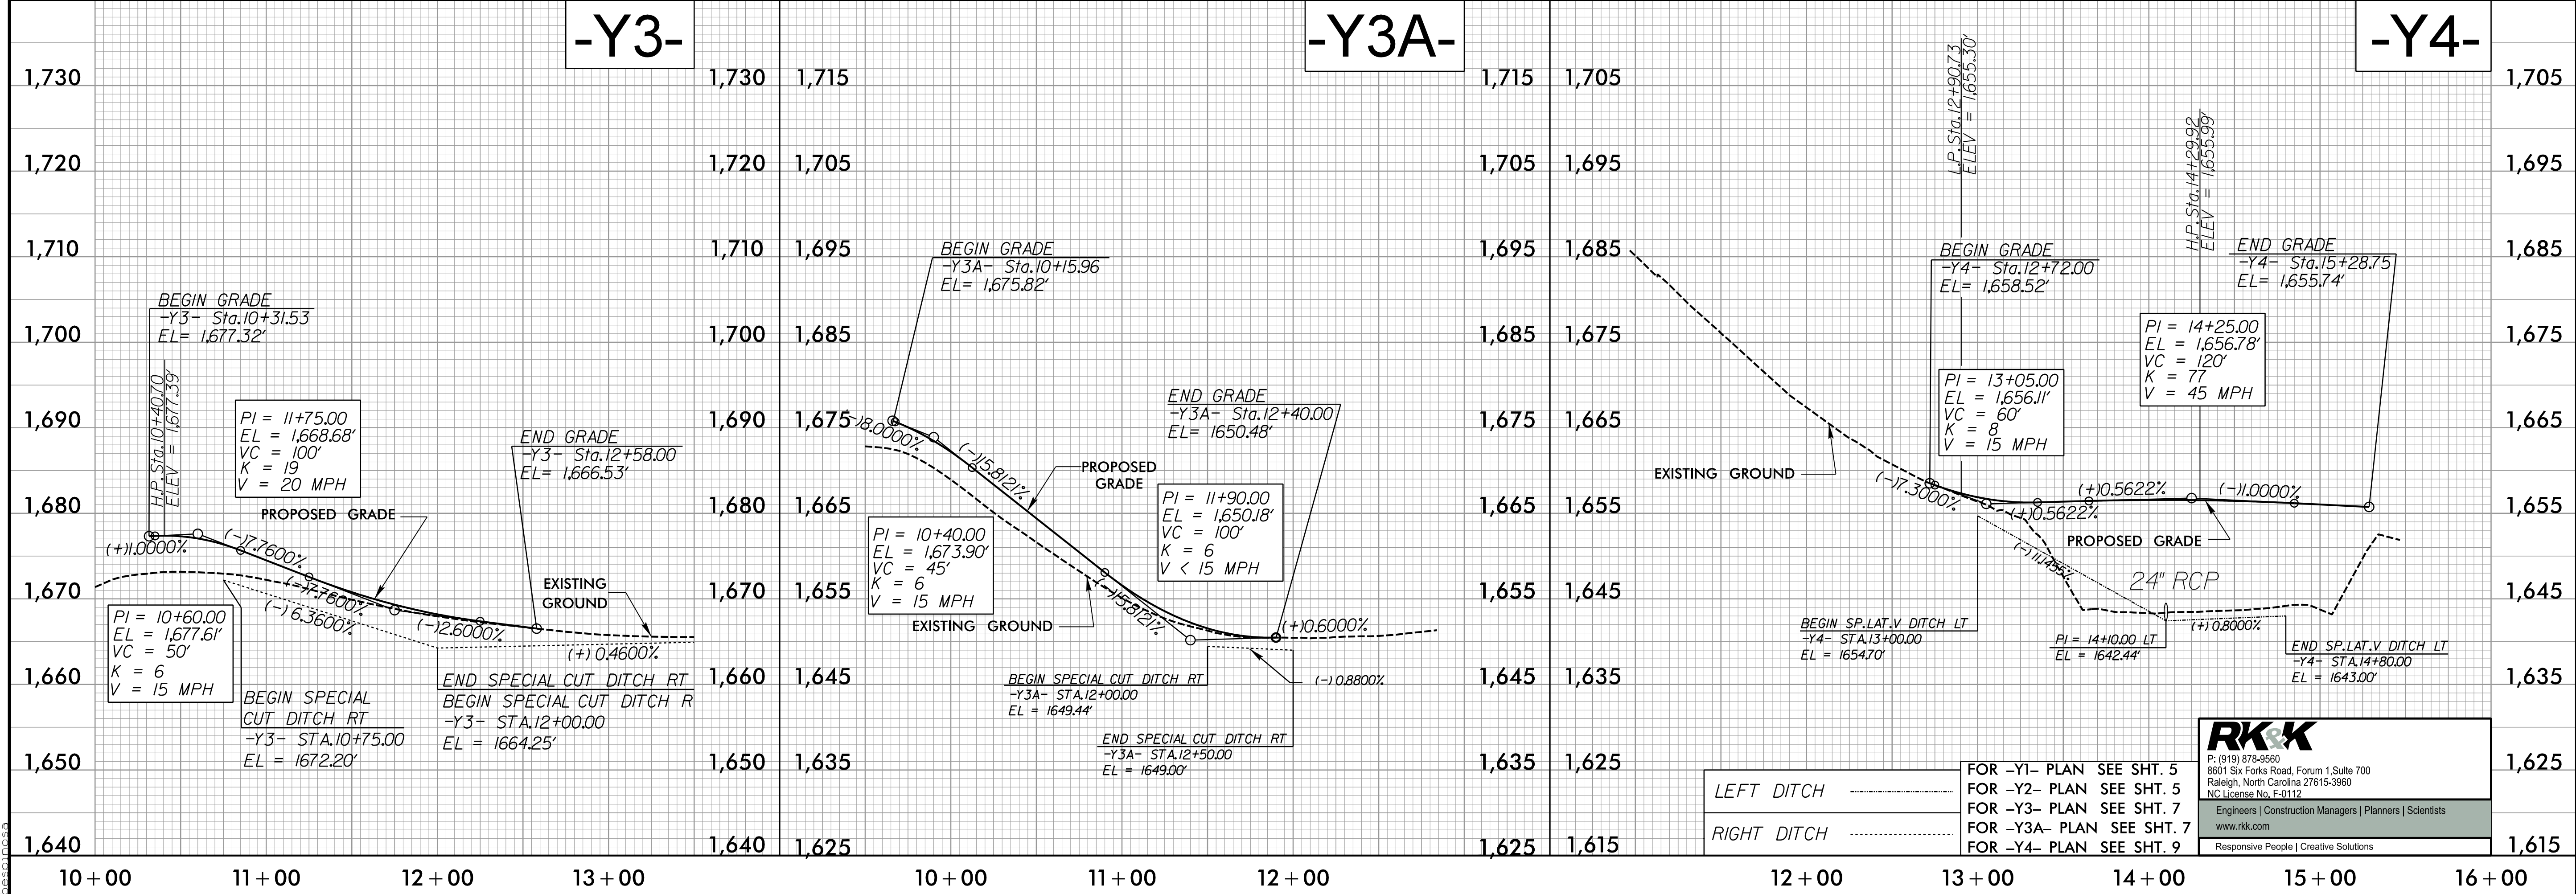 -Y3-
1,730
1,720
1,710
1,700
1,690
1,680
1,670
1,660
1,650
1,640
BEGIN GRADE
-Y3- Sta.10+31.53
EL= 1,677.32'
H.P.Sta.10+40.70
ELEV = 1,677.39'
PI = 11+75.00
EL = 1,668.68'
VC = 100'
K = 19
V = 20 MPH
PROPOSED GRADE
END GRADE
-Y3- Sta.12+58.00
EL= 1,666.53'
(+)1.0000%
(-)7.7600%
(-)7.7600%
(-) 6.3600%
(-)2.6000%
EXISTING
GROUND
(+) 0.4600%
PI = 10+60.00
EL = 1,677.61'
VC = 50'
K = 6
V = 15 MPH
BEGIN SPECIAL
CUT DITCH RT
-Y3- STA.10+75.00
EL = 1672.20'
END SPECIAL CUT DITCH RT
BEGIN SPECIAL CUT DITCH R
-Y3- STA.12+00.00
EL = 1664.25'
10+00
11+00
12+00
13+00
1,730
1,720
1,710
1,700
1,690
1,680
1,670
1,660
1,650
1,640
-Y3A-
1,715
1,705
1,695
1,685
1,675
1,665
1,655
1,645
1,635
1,625
BEGIN GRADE
-Y3A- Sta.10+15.96
EL= 1,675.82'
END GRADE
-Y3A- Sta.12+40.00
EL= 1650.48'
(-)8.0000%
(-)15.8121%
PROPOSED
GRADE
PI = 11+90.00
EL = 1,650.18'
VC = 100'
K = 6
V < 15 MPH
PI = 10+40.00
EL = 1,673.90'
VC = 45'
K = 6
V = 15 MPH
EXISTING GROUND
(-)15.8121%
(+)0.6000%
BEGIN SPECIAL CUT DITCH RT
-Y3A- STA.12+00.00
EL = 1649.44'
(-) 0.8800%
END SPECIAL CUT DITCH RT
-Y3A- STA.12+50.00
EL = 1649.00'
10+00
11+00
12+00
1,715
1,705
1,695
1,685
1,675
1,665
1,655
1,645
1,635
1,625
-Y4-
1,705
1,695
1,685
1,675
1,665
1,655
1,645
1,635
1,625
1,615
L.P.Sta.12+90.73
ELEV = 1,655.30'
H.P.Sta.14+29.92
ELEV = 1,655.99'
BEGIN GRADE
-Y4- Sta.12+72.00
EL= 1,658.52'
END GRADE
-Y4- Sta.15+28.75
EL= 1,655.74'
PI = 14+25.00
EL = 1,656.78'
VC = 120'
K = 77
V = 45 MPH
PI = 13+05.00
EL = 1,656.11'
VC = 60'
K = 8
V = 15 MPH
EXISTING GROUND
(-)7.3000%
(+)0.5622%
(-)1.0000%
(+)0.5622%
PROPOSED GRADE
(-)11.1455%
24" RCP
BEGIN SP.LAT.V DITCH LT
-Y4- STA.13+00.00
EL = 1654.70'
PI = 14+10.00 LT
EL = 1642.44'
(+) 0.8000%
END SP.LAT.V DITCH LT
-Y4- STA.14+80.00
EL = 1643.00'
1,705
1,695
1,685
1,675
1,665
1,655
1,645
1,635
1,625
1,615
LEFT DITCH
RIGHT DITCH
FOR -Y1- PLAN SEE SHT. 5
FOR -Y2- PLAN SEE SHT. 5
FOR -Y3- PLAN SEE SHT. 7
FOR -Y3A- PLAN SEE SHT. 7
FOR -Y4- PLAN SEE SHT. 9
RK&K
P: (919) 878-9560
8601 Six Forks Road, Forum 1,Suite 700
Raleigh, North Carolina 27615-3960
NC License No. F-0112
Engineers | Construction Managers | Planners | Scientists
www.rkk.com
Responsive People | Creative Solutions
12+00
13+00
14+00
15+00
16+00